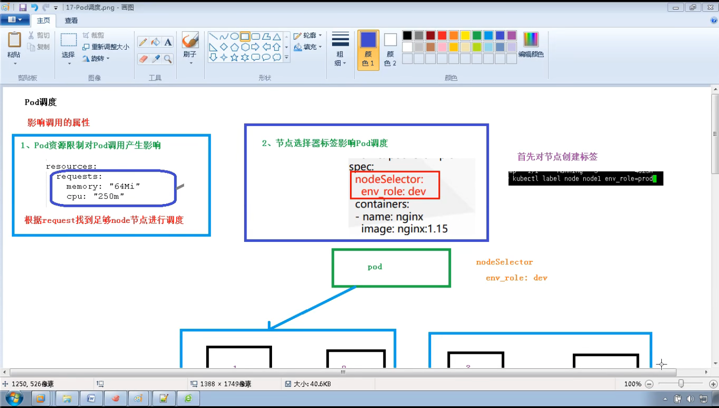 17-Pod调度.png - 画图
主页
查看
粘贴
剪切
复制
剪贴板
选择
裁剪
重新调整大小
旋转
图像
工具
刷子
形状
轮廓
填充
粗细
颜色 1
颜色 2
编辑颜色
颜色
Pod调度
影响调用的属性
1、Pod资源限制对Pod调用产生影响
resources:
requests:
memory: "64Mi"
cpu: "250m"
根据request找到足够node节点进行调度
2、节点选择器标签影响Pod调度
spec:
nodeSelector:
env_role: dev
containers:
- name: nginx
image: nginx:1.15
首先对节点创建标签
kubectl label node node1 env_role=prod
pod
nodeSelector
env_role: dev
1250, 526像素
1388 × 1749像素
大小: 40.6KB
100%